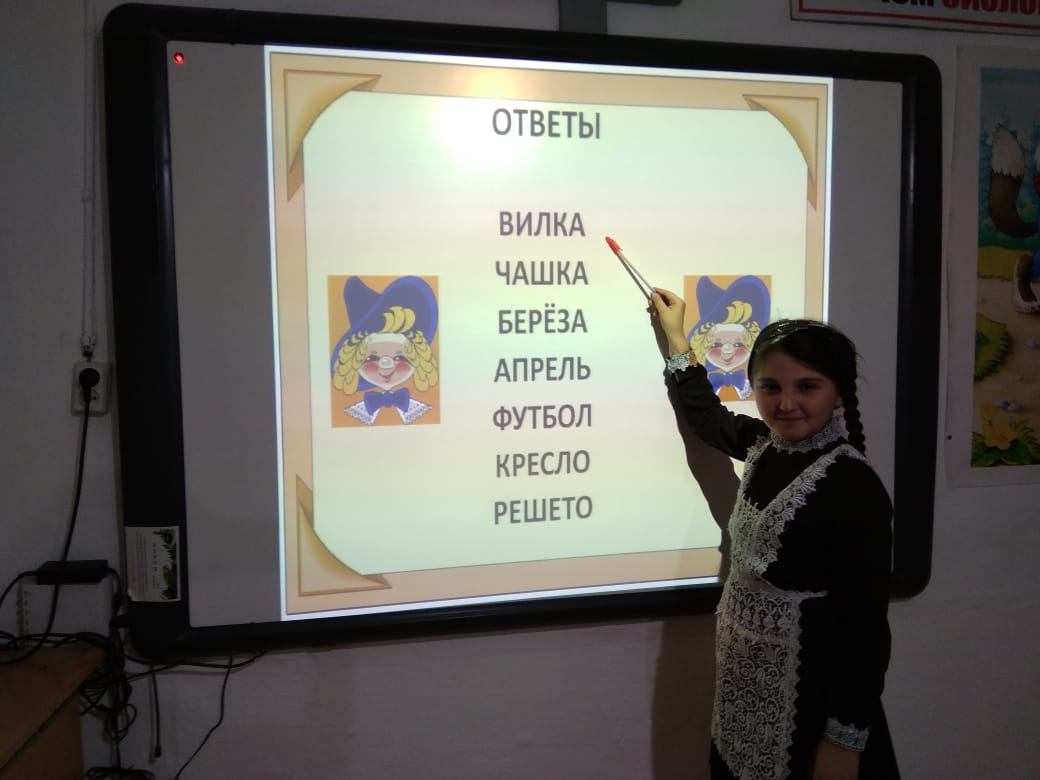 ОТВЕТЫ
ВИЛКА
ЧАШКА
БЕРЁЗА
АПРЕЛЬ
ФУТБОЛ
КРЕСЛО
РЕШЕТО